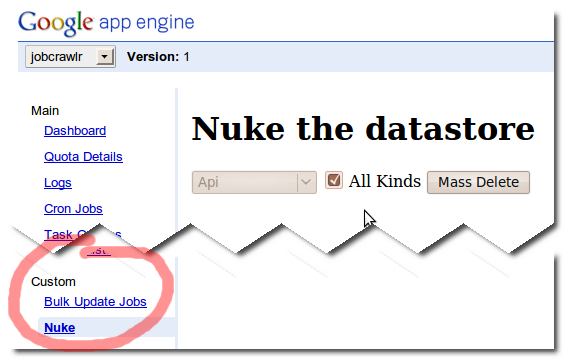 Google app engine
jobcrawlr Version: 1
Main
Dashboard
Quota Details
Logs
Cron Jobs
Task
Nuke the datastore
Api All Kinds Mass Delete
Custom
Bulk Update Jobs
Nuke